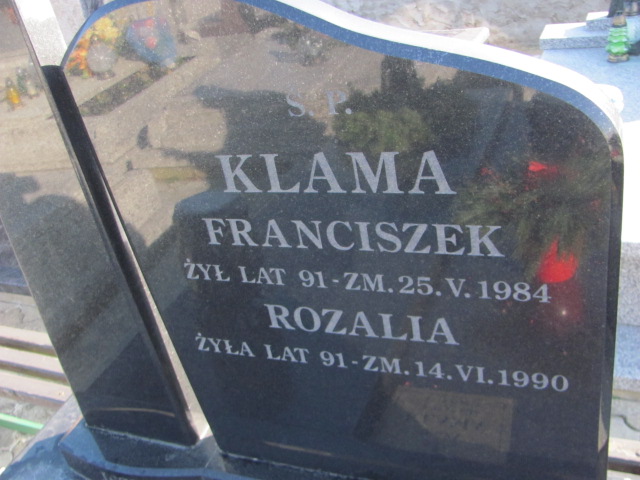 Ś. P.
KLAMA
FRANCISZEK
ŻYŁ LAT 91-ZM. 25. V. 1984
ROZALIA
ŻYŁA LAT 91-ZM. 14. VI. 1990